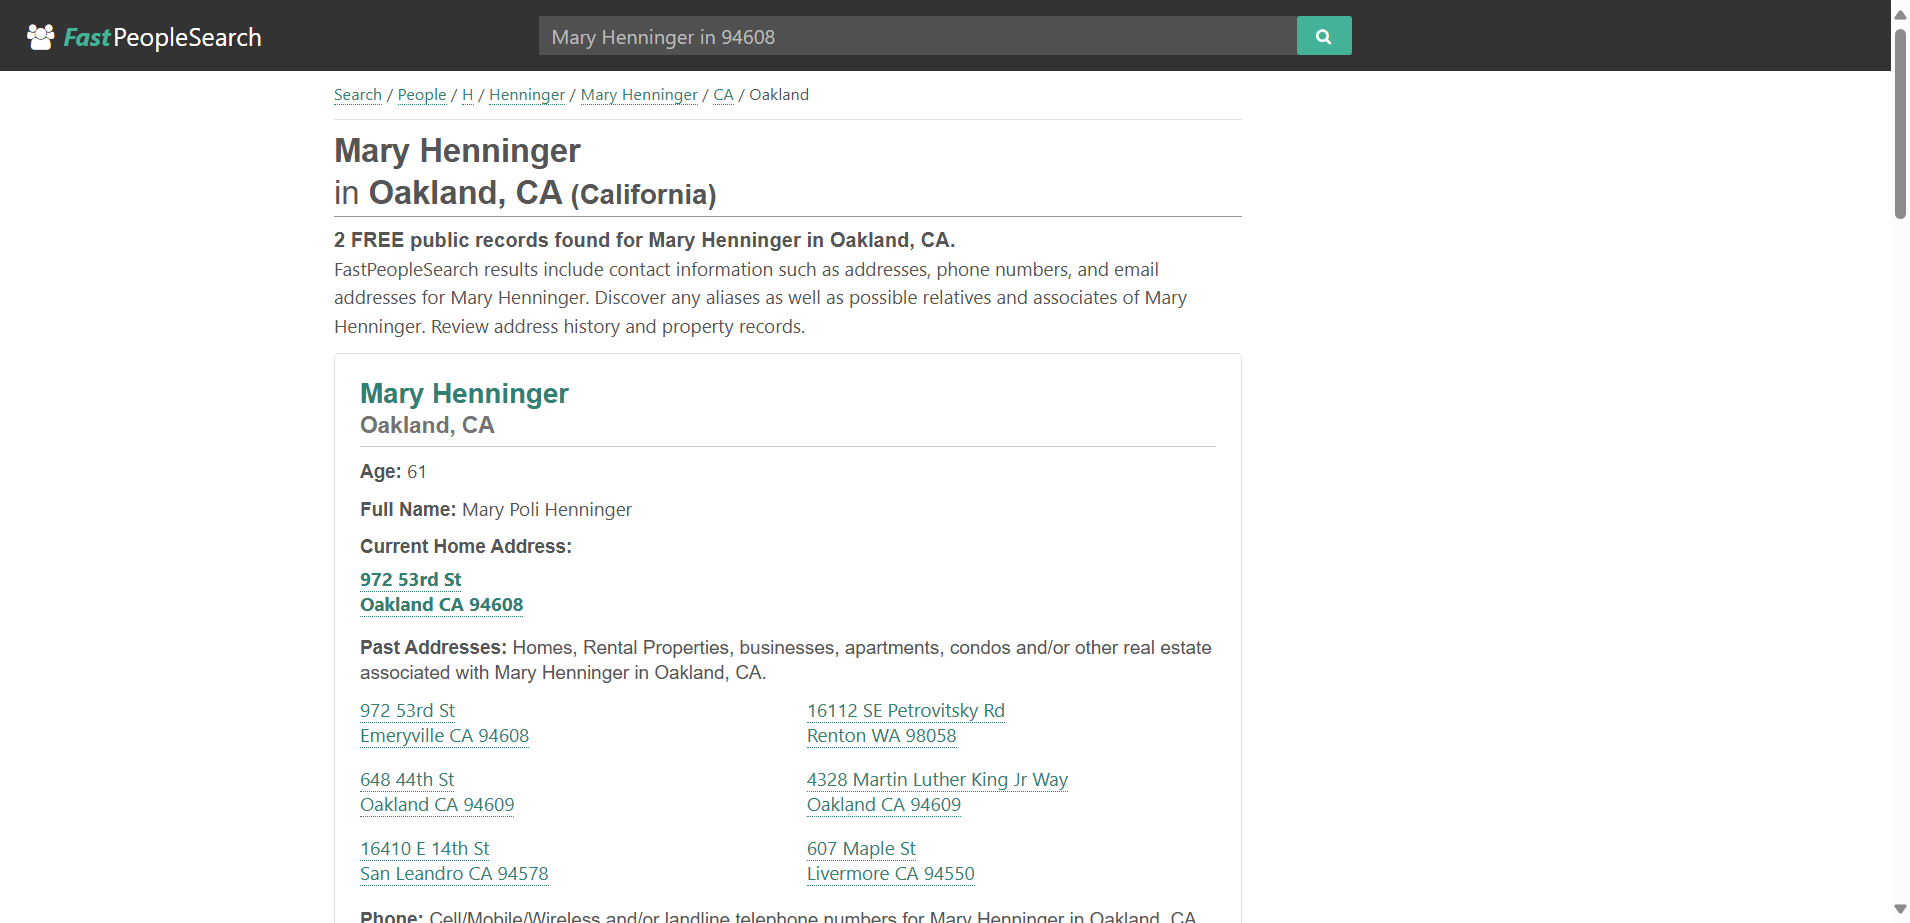 FastPeopleSearch
Mary Henninger in 94608
Search / People / H / Henninger / Mary Henninger / CA / Oakland
Mary Henninger
in Oakland, CA (California)
2 FREE public records found for Mary Henninger in Oakland, CA.
FastPeopleSearch results include contact information such as addresses, phone numbers, and email
addresses for Mary Henninger. Discover any aliases as well as possible relatives and associates of Mary
Henninger. Review address history and property records.
Mary Henninger
Oakland, CA
Age: 61
Full Name: Mary Poli Henninger
Current Home Address:
972 53rd St
Oakland CA 94608
Past Addresses: Homes, Rental Properties, businesses, apartments, condos and/or other real estate
associated with Mary Henninger in Oakland, CA.
972 53rd St
Emeryville CA 94608
16112 SE Petrovitsky Rd
Renton WA 98058
648 44th St
Oakland CA 94609
4328 Martin Luther King Jr Way
Oakland CA 94609
16410 E 14th St
San Leandro CA 94578
607 Maple St
Livermore CA 94550
Phone: Cell/Mobile/Wireless and/or landline telephone numbers for Mary Henninger in Oakland, CA.